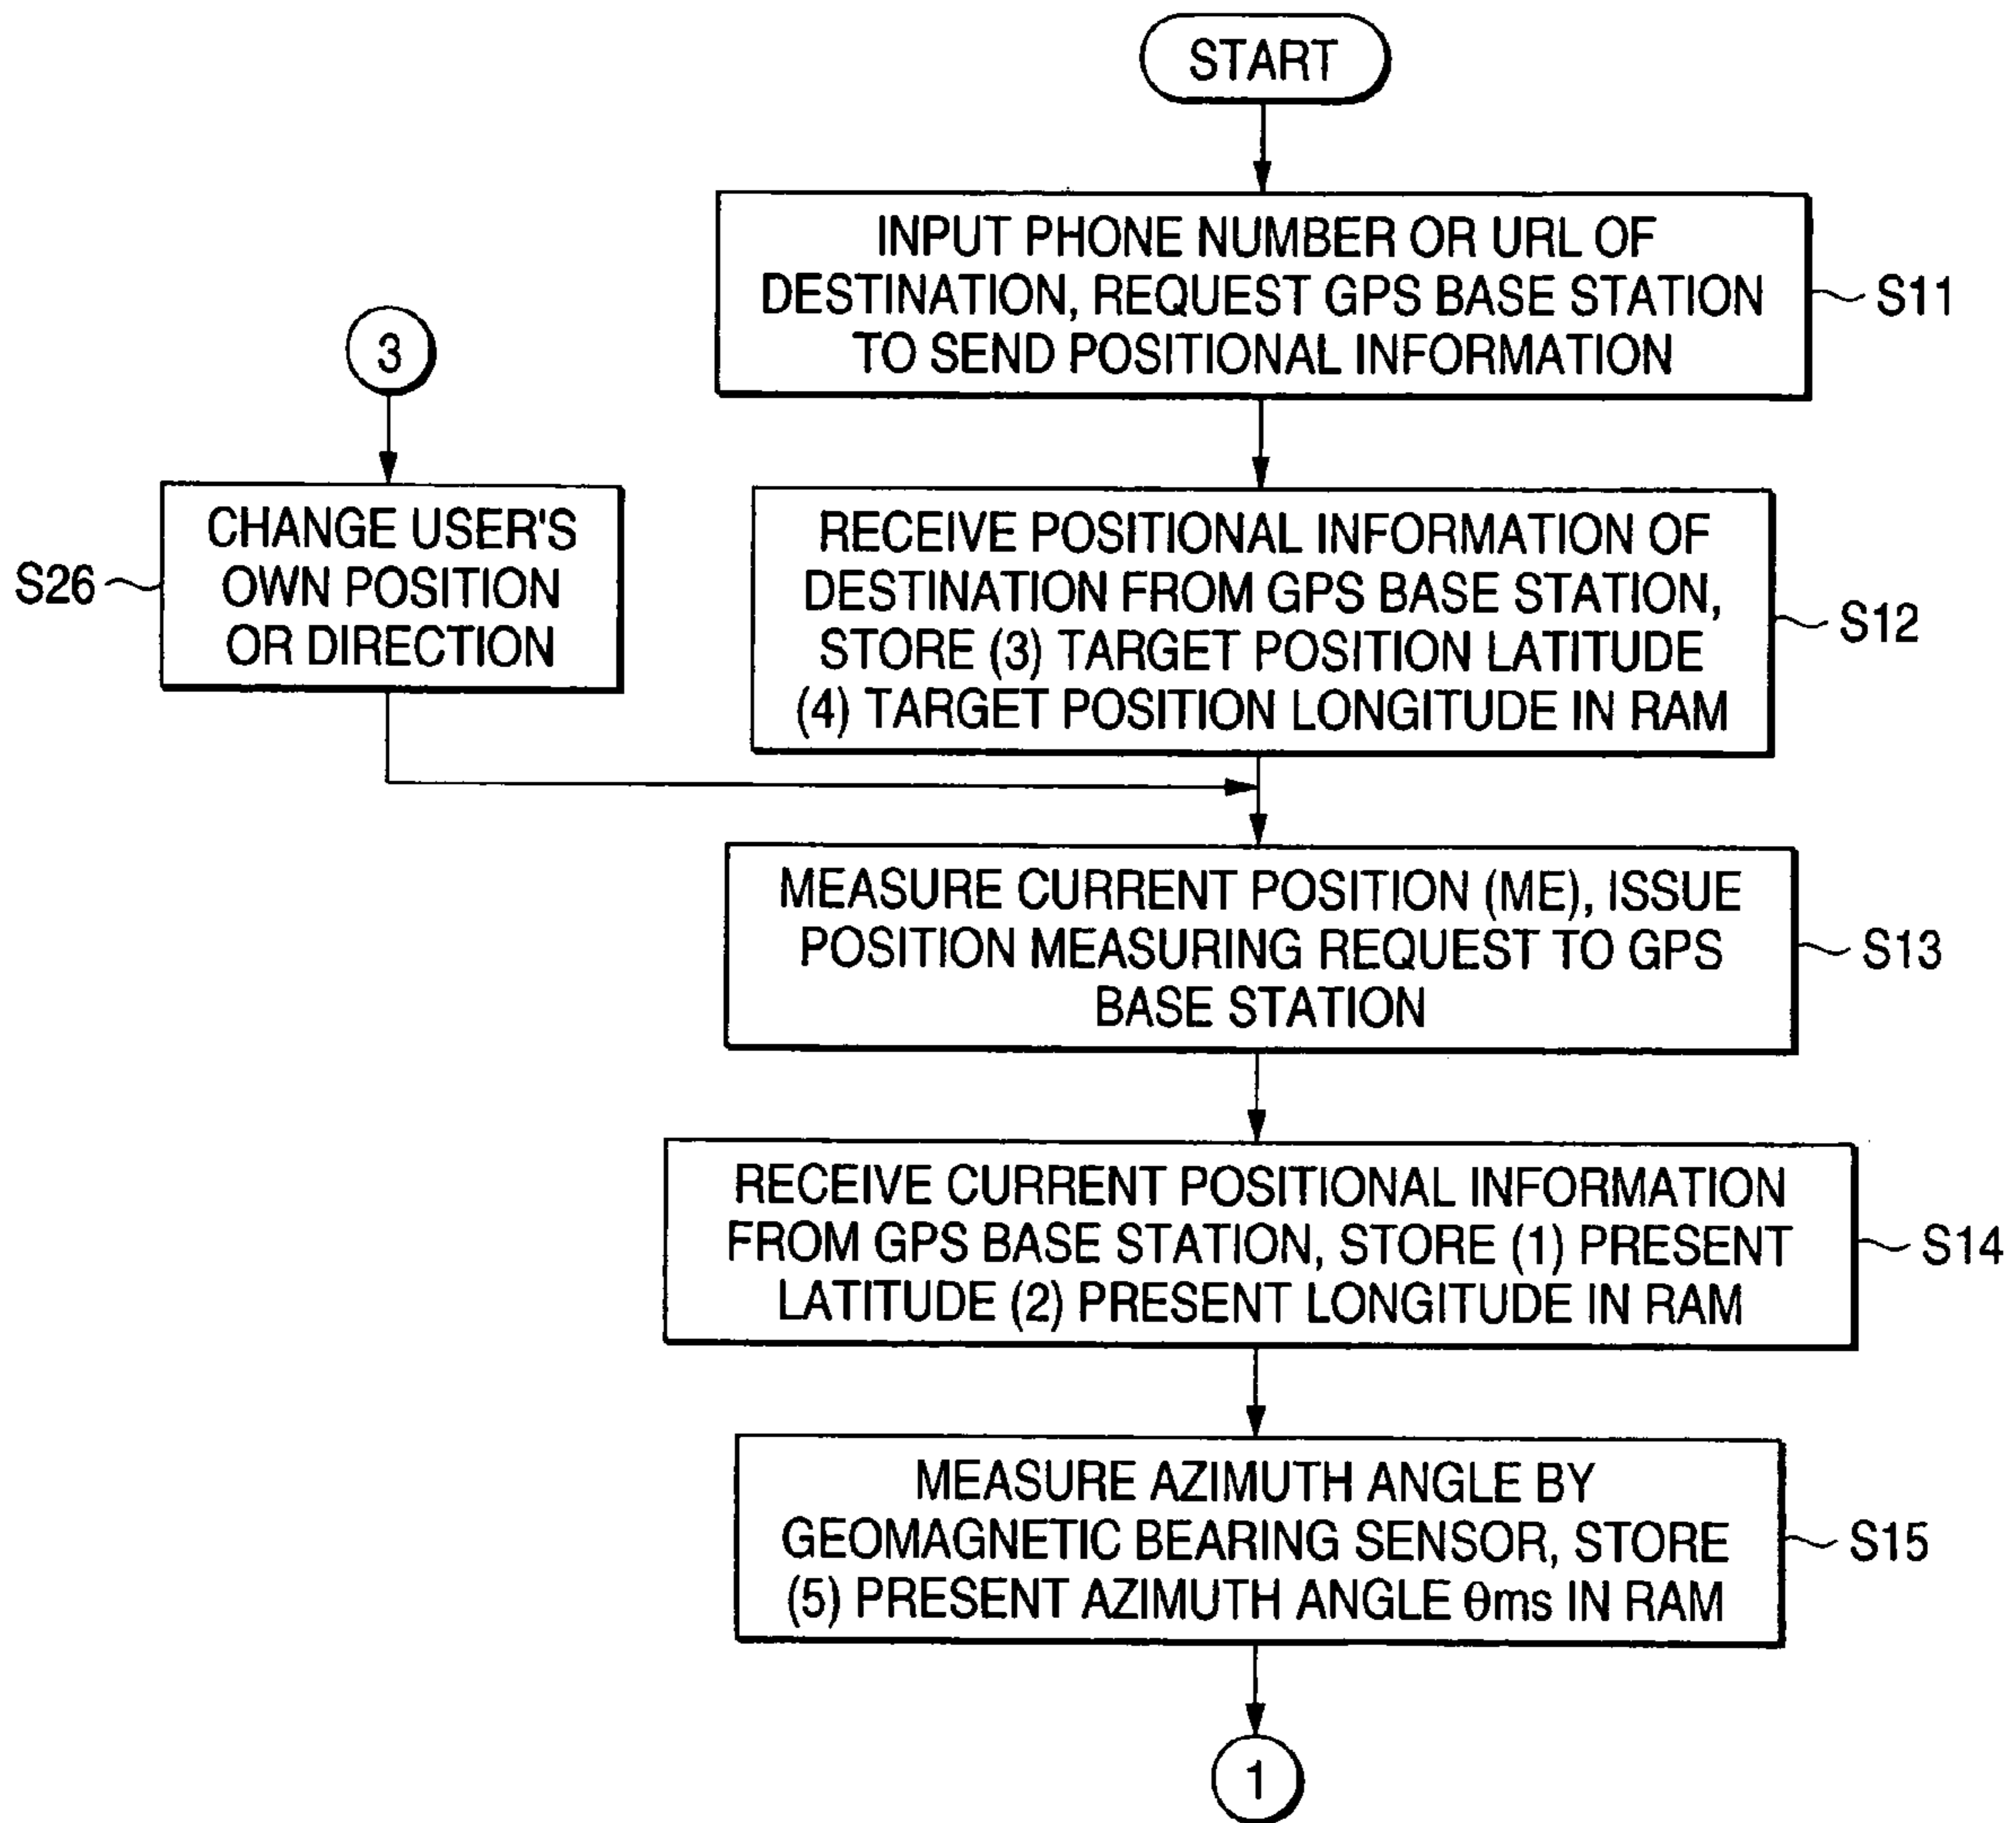 START
INPUT PHONE NUMBER OR URL OF
DESTINATION, REQUEST GPS BASE STATION
TO SEND POSITIONAL INFORMATION
S11
3
CHANGE USER'S
OWN POSITION
OR DIRECTION
S26
RECEIVE POSITIONAL INFORMATION OF
DESTINATION FROM GPS BASE STATION,
STORE (3) TARGET POSITION LATITUDE
(4) TARGET POSITION LONGITUDE IN RAM
S12
MEASURE CURRENT POSITION (ME), ISSUE
POSITION MEASURING REQUEST TO GPS
BASE STATION
S13
RECEIVE CURRENT POSITIONAL INFORMATION
FROM GPS BASE STATION, STORE (1) PRESENT
LATITUDE (2) PRESENT LONGITUDE IN RAM
S14
MEASURE AZIMUTH ANGLE BY
GEOMAGNETIC BEARING SENSOR, STORE
(5) PRESENT AZIMUTH ANGLE θms IN RAM
S15
1